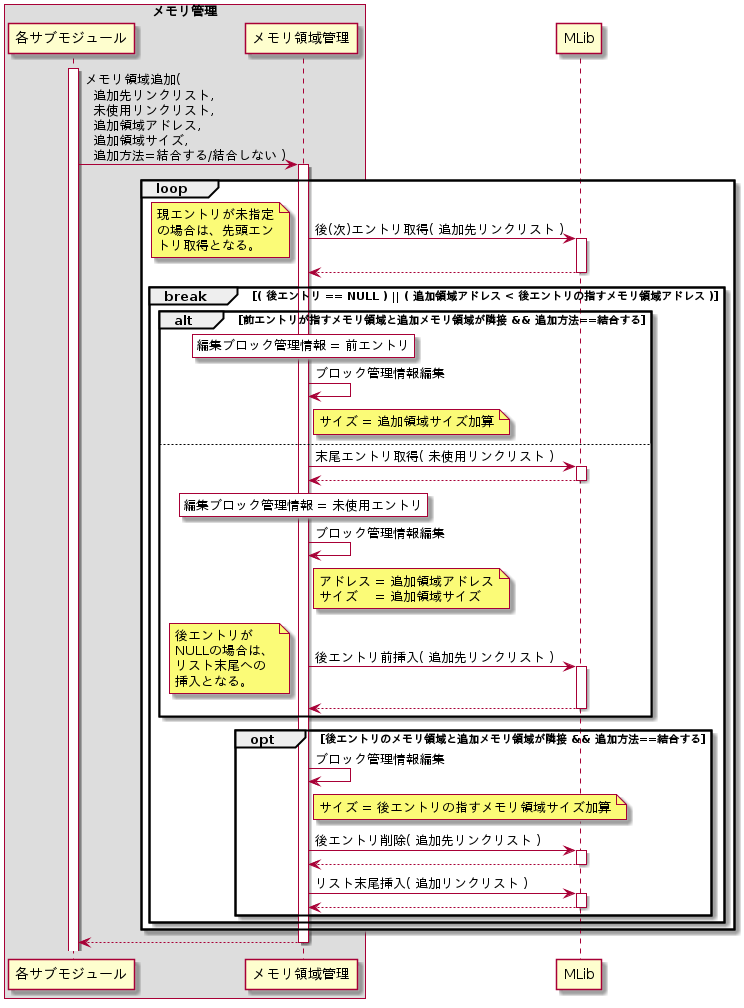 メモリ管理
各サブモジュール
メモリ領域管理
MLib
メモリ領域追加(
追加先リンクリスト,
未使用リンクリスト,
追加領域アドレス,
追加領域サイズ,
追加方法=結合する/結合しない )
loop
現エントリが未指定
の場合は、先頭エン
トリ取得となる。
後(次)エントリ取得( 追加先リンクリスト )
break
[( 後エントリ == NULL ) || ( 追加領域アドレス < 後エントリの指すメモリ領域アドレス )]
alt
[前エントリが指すメモリ領域と追加メモリ領域が隣接 && 追加方法==結合する]
編集ブロック管理情報 = 前エントリ
ブロック管理情報編集
サイズ = 追加領域サイズ加算
末尾エントリ取得( 未使用リンクリスト )
編集ブロック管理情報 = 未使用エントリ
ブロック管理情報編集
アドレス = 追加領域アドレス
サイズ　 = 追加領域サイズ
後エントリが
NULLの場合は、
リスト末尾への
挿入となる。
後エントリ前挿入( 追加先リンクリスト )
opt
[後エントリのメモリ領域と追加メモリ領域が隣接 && 追加方法==結合する]
ブロック管理情報編集
サイズ = 後エントリの指すメモリ領域サイズ加算
後エントリ削除( 追加先リンクリスト )
リスト末尾挿入( 追加リンクリスト )
各サブモジュール
メモリ領域管理
MLib